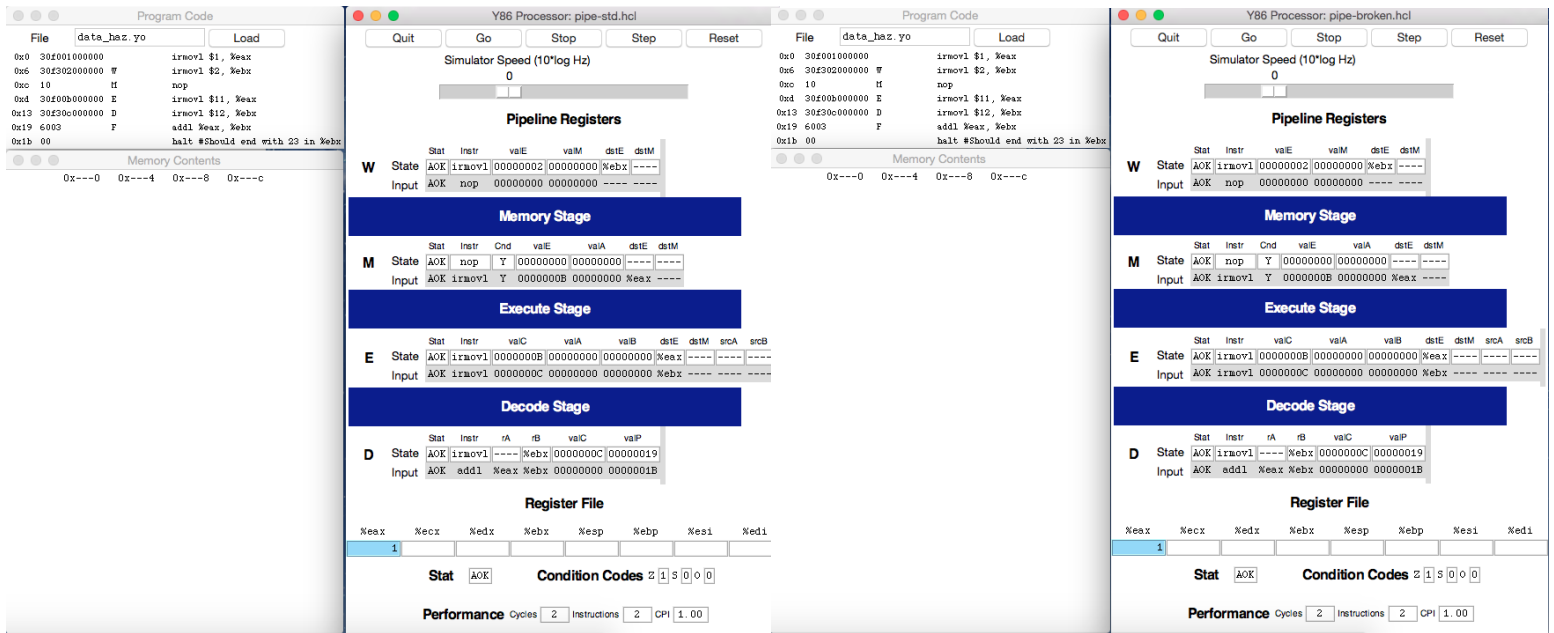 Program Code
File data_haz.yo Load
0x0 30f001000000 irmovl $1, %eax
0x6 30f302000000 W irmovl $2, %ebx
0xc 10 M nop
0xd 30f00b000000 E irmovl $11, %eax
0x13 30f30c000000 D irmovl $12, %ebx
0x19 6003 F addl %eax, %ebx
0x1b 00 halt #Should end with 23 in %ebx
Memory Contents
0x---0 0x---4 0x---8 0x---c
Y86 Processor: pipe-std.hcl
Quit Go Stop Step Reset
Simulator Speed (10*log Hz)
0
Pipeline Registers
Stat Instr valE valM dstE dstM
W State AOK irmovl 00000002 00000000 %ebx ----
Input AOK nop 00000000 00000000 ---- ----
Memory Stage
Stat Instr Cnd valE valA dstE dstM
M State AOK nop Y 00000000 00000000 ---- ----
Input AOK irmovl Y 0000000B 00000000 %eax ----
Execute Stage
Stat Instr valC valA valB dstE dstM srcA srcB
E State AOK irmovl 0000000B 00000000 00000000 %eax ---- ---- ----
Input AOK irmovl 0000000C 00000000 00000000 %ebx ---- ---- ----
Decode Stage
Stat Instr rA rB valC valP
D State AOK irmovl ---- %ebx 0000000C 00000019
Input AOK addl %eax %ebx 00000000 0000001B
Register File
%eax %ecx %edx %ebx %esp %ebp %esi %edi
1
Stat AOK Condition Codes Z 1 S 0 O 0
Performance Cycles 2 Instructions 2 CPI 1.00
Program Code
File data_haz.yo Load
0x0 30f001000000 irmovl $1, %eax
0x6 30f302000000 W irmovl $2, %ebx
0xc 10 M nop
0xd 30f00b000000 E irmovl $11, %eax
0x13 30f30c000000 D irmovl $12, %ebx
0x19 6003 F addl %eax, %ebx
0x1b 00 halt #Should end with 23 in %ebx
Memory Contents
0x---0 0x---4 0x---8 0x---c
Y86 Processor: pipe-broken.hcl
Quit Go Stop Step Reset
Simulator Speed (10*log Hz)
0
Pipeline Registers
Stat Instr valE valM dstE dstM
W State AOK irmovl 00000002 00000000 %ebx ----
Input AOK nop 00000000 00000000 ---- ----
Memory Stage
Stat Instr Cnd valE valA dstE dstM
M State AOK nop Y 00000000 00000000 ---- ----
Input AOK irmovl Y 0000000B 00000000 %eax ----
Execute Stage
Stat Instr valC valA valB dstE dstM srcA srcB
E State AOK irmovl 0000000B 00000000 00000000 %eax ---- ---- ----
Input AOK irmovl 0000000C 00000000 00000000 %ebx ---- ---- ----
Decode Stage
Stat Instr rA rB valC valP
D State AOK irmovl ---- %ebx 0000000C 00000019
Input AOK addl %eax %ebx 00000000 0000001B
Register File
%eax %ecx %edx %ebx %esp %ebp %esi %edi
1
Stat AOK Condition Codes Z 1 S 0 O 0
Performance Cycles 2 Instructions 2 CPI 1.00